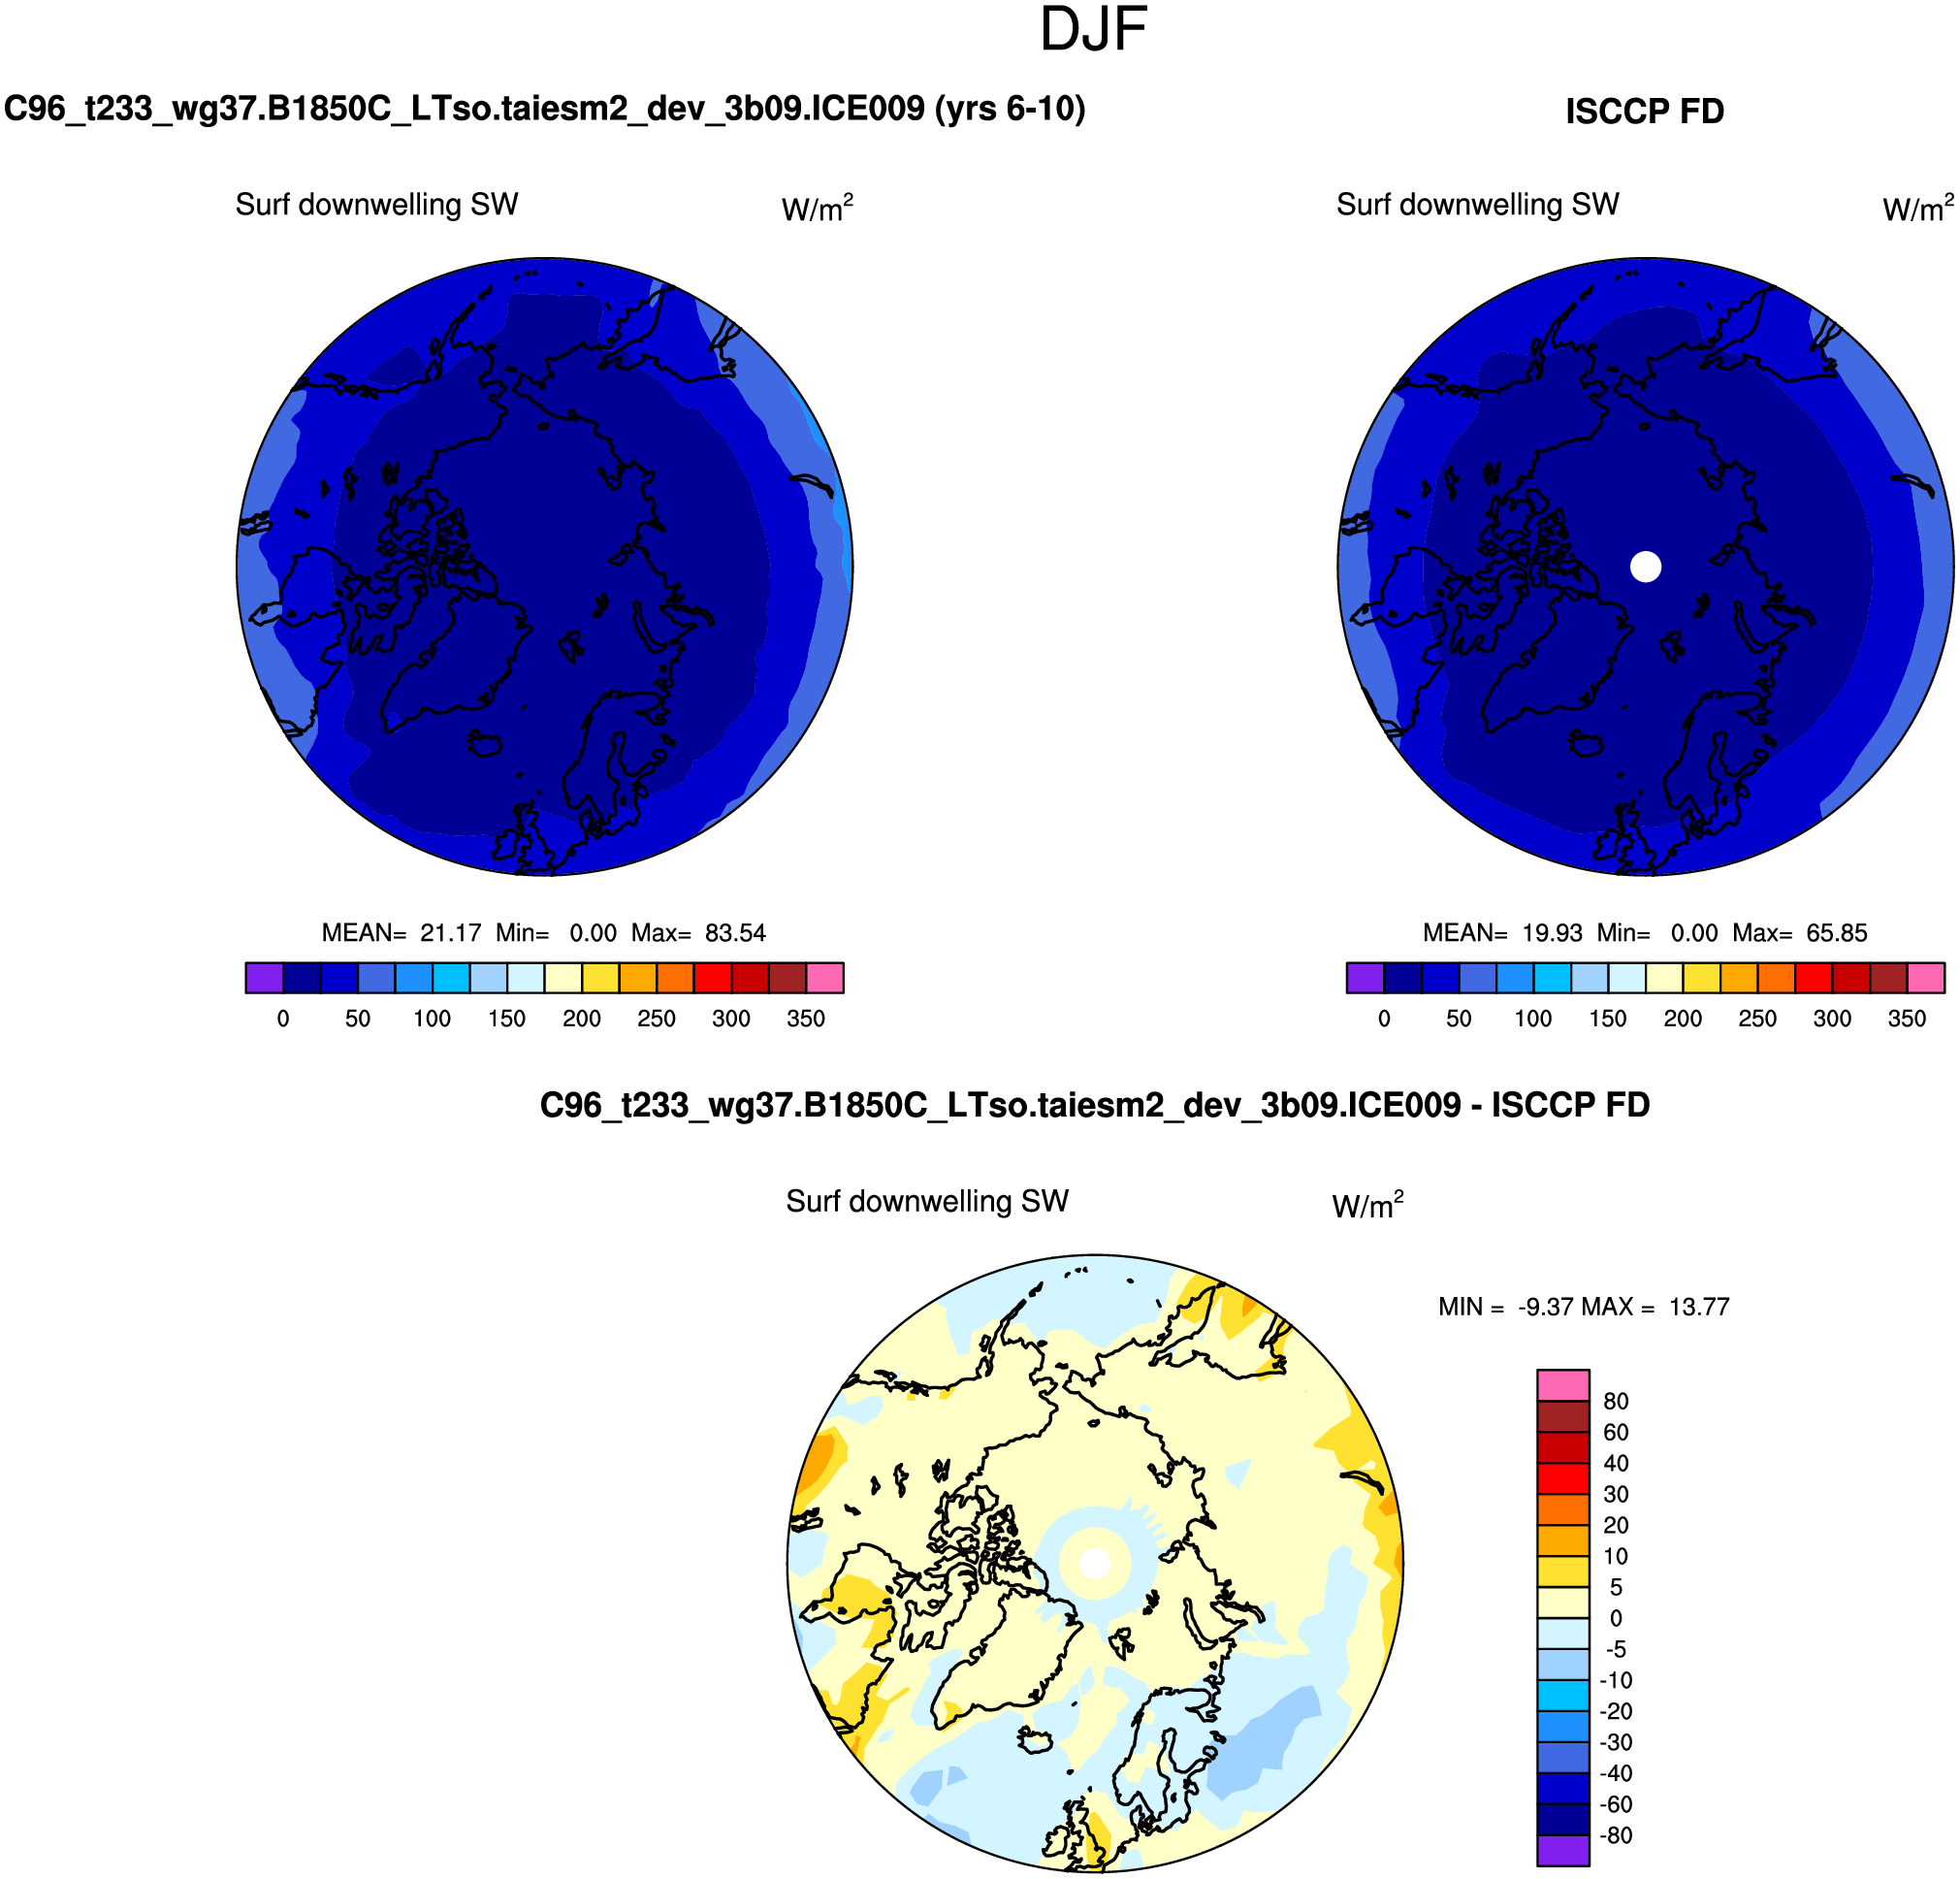 DJF
C96_t233_wg37.B1850C_LTso.taiesm2_dev_3b09.ICE009 (yrs 6-10)
ISCCP FD
Surf downwelling SW W/m2
Surf downwelling SW W/m2
MEAN= 21.17 Min= 0.00 Max= 83.54
0 50 100 150 200 250 300 350
MEAN= 19.93 Min= 0.00 Max= 65.85
0 50 100 150 200 250 300 350
C96_t233_wg37.B1850C_LTso.taiesm2_dev_3b09.ICE009 - ISCCP FD
Surf downwelling SW W/m2
MIN = -9.37 MAX = 13.77
80
60
40
30
20
10
5
0
-5
-10
-20
-30
-40
-60
-80